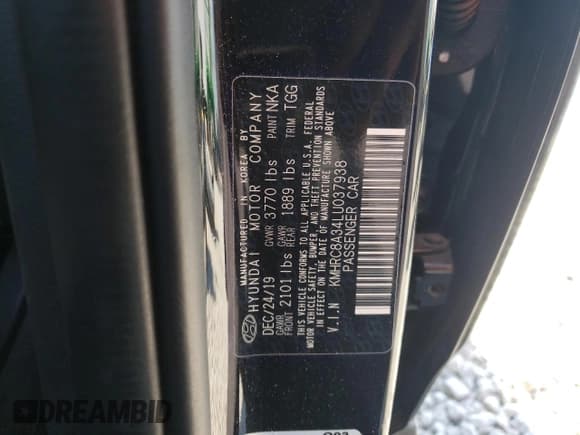 MANUFACTURED IN KOREA BY
HYUNDAI MOTOR COMPANY
DEC/24/19 GVWR 3770 lbs PAINT NKA
GAWR FRONT 2101 lbs GAWR REAR 1889 lbs TRIM TGG
THIS VEHICLE CONFORMS TO ALL APPLICABLE U.S.A. FEDERAL
MOTOR VEHICLE SAFETY, BUMPER, AND THEFT PREVENTION STANDARDS
IN EFFECT ON THE DATE OF MANUFACTURE SHOWN ABOVE
V.I.N KMHRC8A34LU037938
PASSENGER CAR
DREAMBID